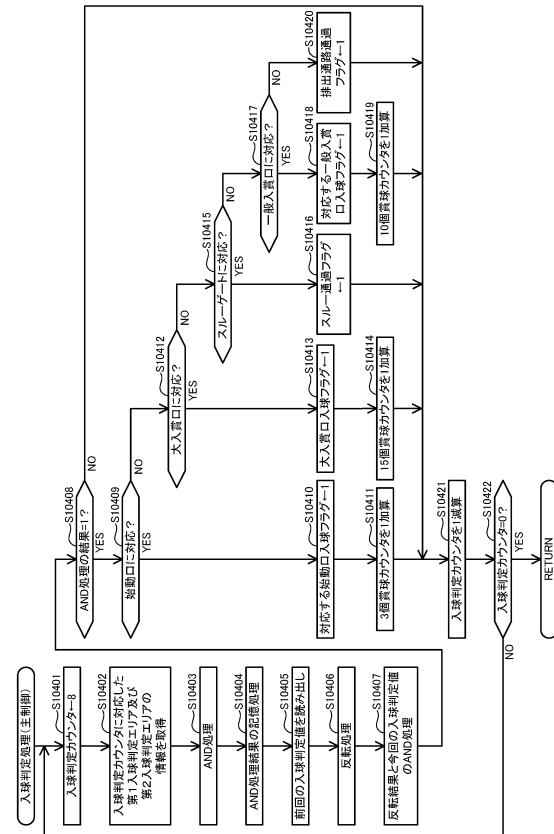 入球判定処理(主制御)
S10401
入球判定カウンタ←8
S10402
入球判定カウンタに対応した
第1入球判定エリア及び
第2入球判定エリアの
情報を取得
S10403
AND処理
S10404
AND処理結果の記憶処理
S10405
前回の入球判定値を読み出し
S10406
反転処理
S10407
反転結果と今回の入球判定値
のAND処理
S10408
AND処理の結果=1?
NO
YES
S10409
始動口に対応?
NO
YES
S10410
対応する始動口入球フラグ←1
S10411
3個賞球カウンタを1加算
S10412
大入賞口に対応?
NO
YES
S10413
大入賞口入球フラグ←1
S10414
15個賞球カウンタを1加算
S10415
スルーゲートに対応?
NO
YES
S10416
スルー通過フラグ
←1
S10417
一般入賞口に対応?
NO
YES
S10418
対応する一般入賞
口入球フラグ←1
S10419
10個賞球カウンタを1加算
S10420
排出通路通過
フラグ←1
S10421
入球判定カウンタを1減算
S10422
入球判定カウンタ=0?
NO
YES
RETURN